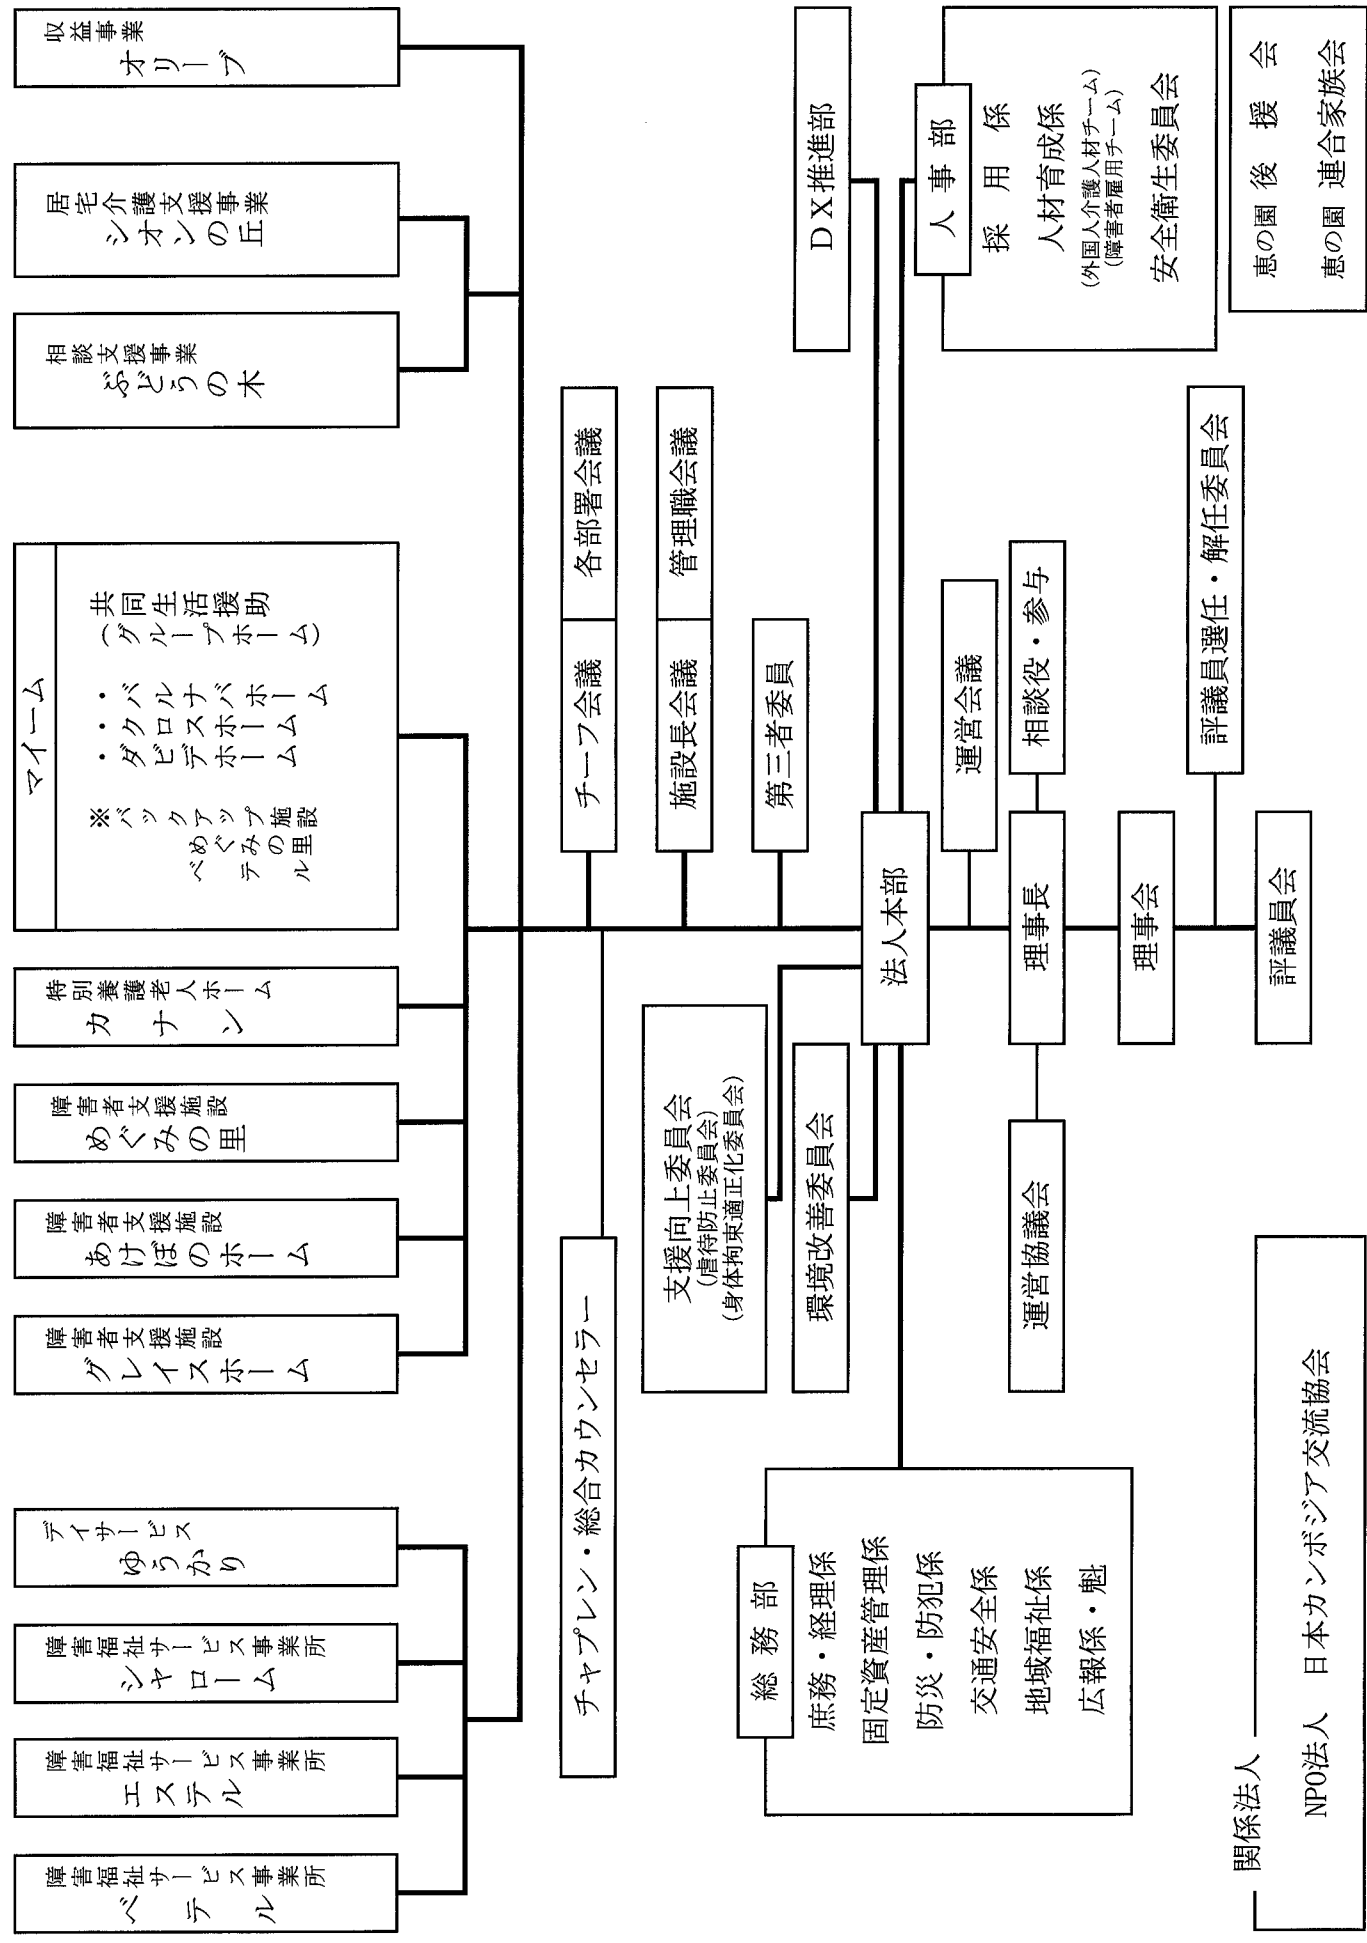 障害福祉サービス事業所
ベテル
障害福祉サービス事業所
エステル
障害福祉サービス事業所
シャローム
デイサービス
ゆうかり
障害者支援施設
グレイスホーム
障害者支援施設
あけぼのホーム
障害者支援施設
めぐみの里
特別養護老人ホーム
カナン
マイーム
共同生活援助
(グループホーム)
・バルナバホーム
・クロスホーム
・ダビデホーム
※バックアップ施設
めぐみの里
ベテル
相談支援事業
ぶどうの木
居宅介護支援事業
シオンの丘
収益事業
オリーブ
チャプレン・総合カウンセラー
チーフ会議
各部署会議
施設長会議
管理職会議
第三者委員
支援向上委員会
(虐待防止委員会)
(身体拘束適正化委員会)
環境改善委員会
DX推進部
法人本部
総務部
庶務・経理係
固定資産管理係
防災・防犯係
交通安全係
地域福祉係
広報係・魁
人事部
採用係
人材育成係
(外国人介護人材チーム)
(障害者雇用チーム)
安全衛生委員会
運営会議
運営協議会
理事長
相談役・参与
理事会
評議員選任・解任委員会
評議員会
関係法人
NPO法人 日本カンボジア交流協会
恵の園 後援会
恵の園 連合家族会